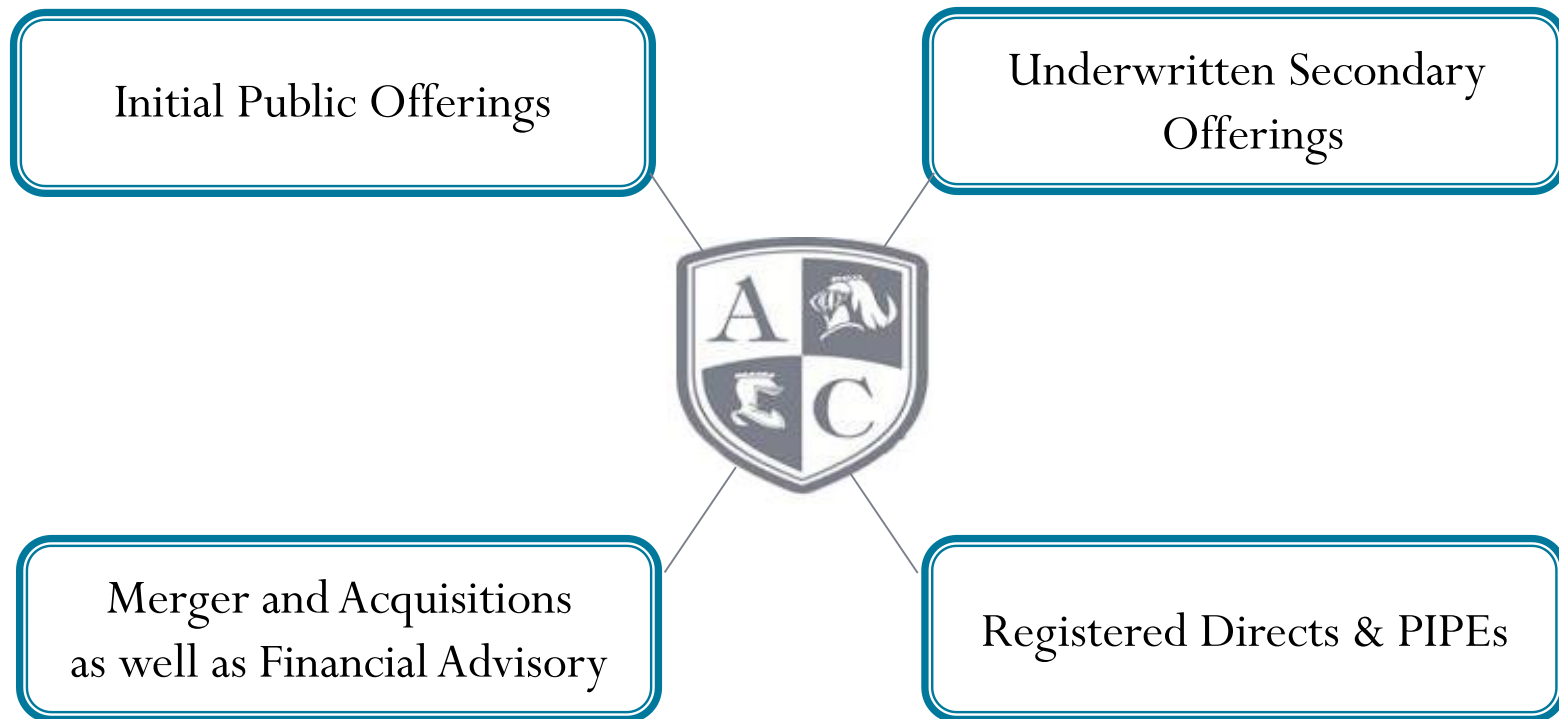 Initial Public Offerings
Underwritten Secondary
Offerings
A
C
Merger and Acquisitions
as well as Financial Advisory
Registered Directs & PIPEs